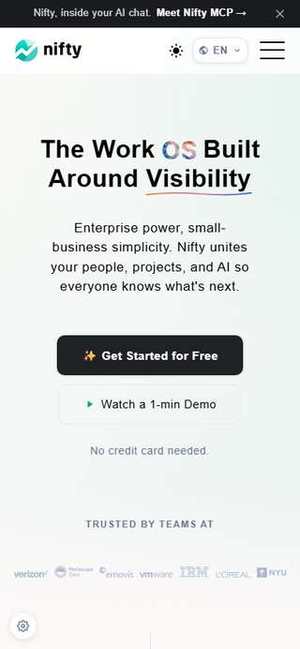 Nifty, inside your AI chat. Meet Nifty MCP →
nifty
EN
The Work OS Built
Around Visibility
Enterprise power, small-
business simplicity. Nifty unites
your people, projects, and AI so
everyone knows what's next.
✨ Get Started for Free
Watch a 1-min Demo
No credit card needed.
TRUSTED BY TEAMS AT
verizon emovis vmware IBM L'ORÉAL NYU